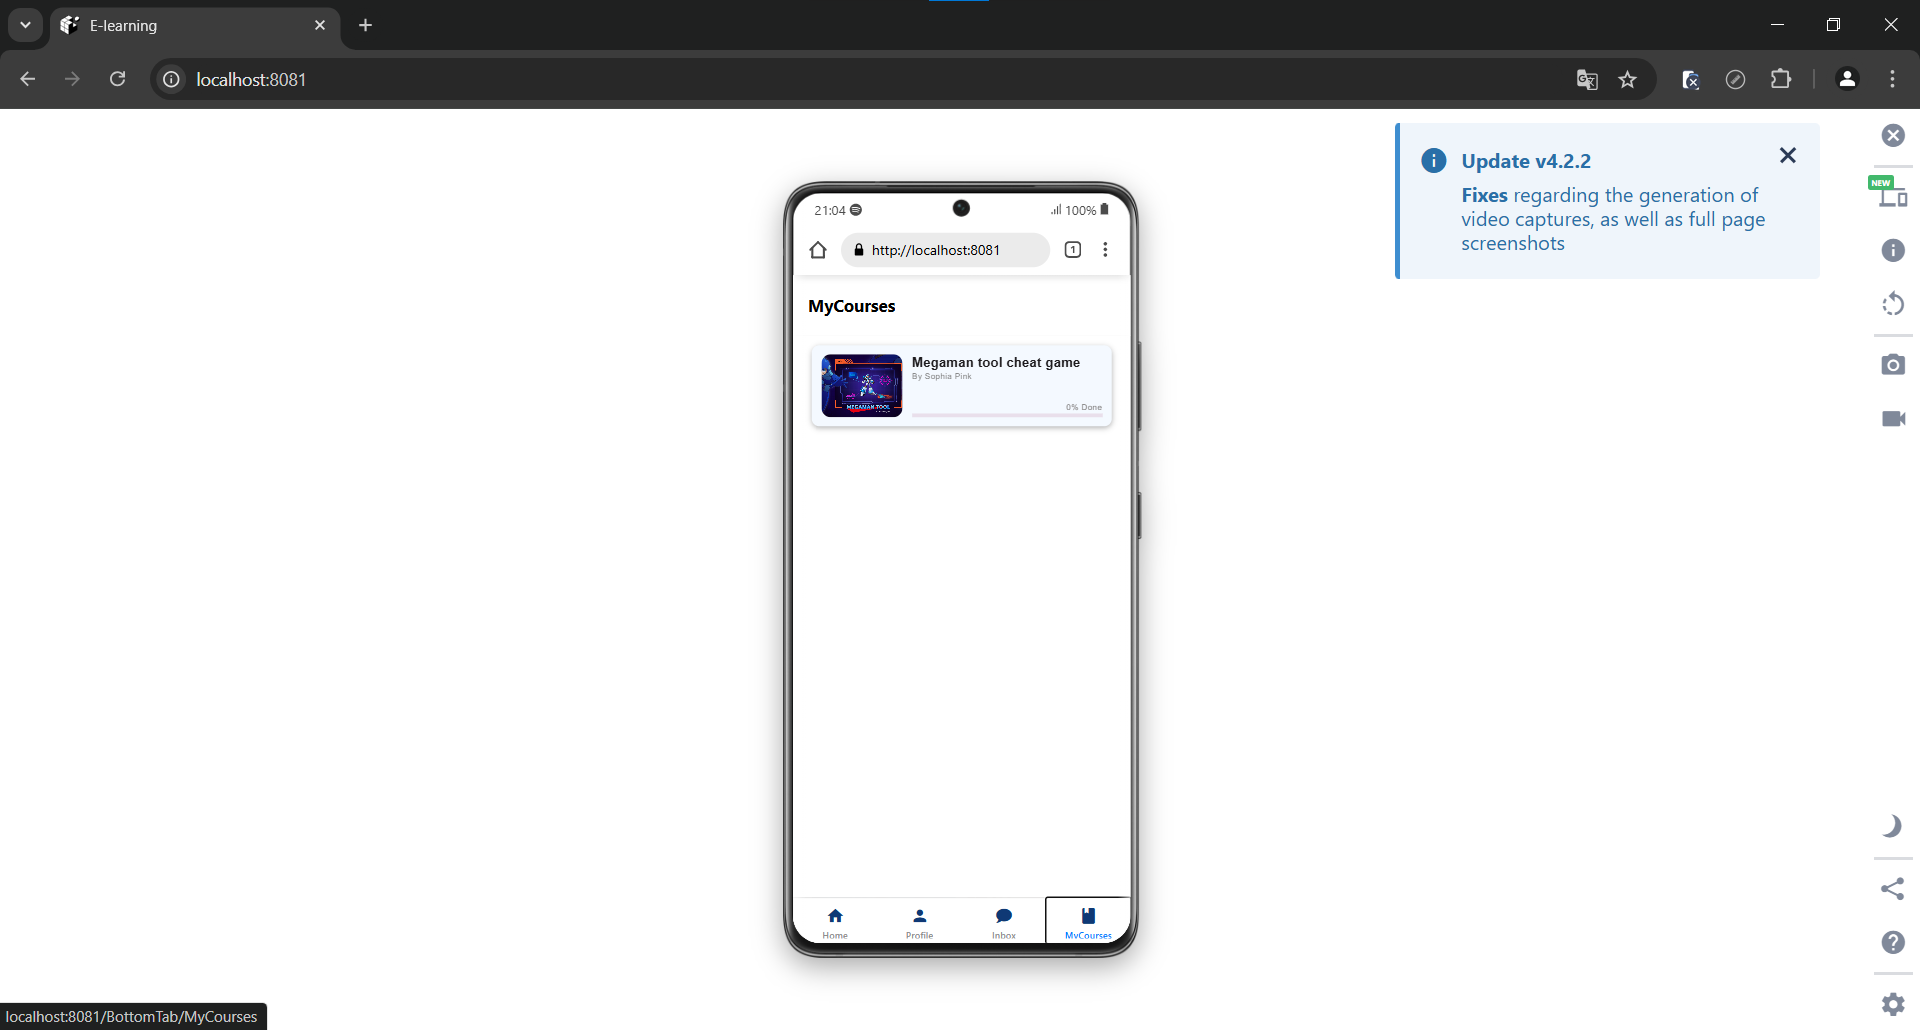 E-learning
localhost:8081
Update v4.2.2
Fixes regarding the generation of
video captures, as well as full page
screenshots
NEW
21:04
100%
http://localhost:8081
1
MyCourses
Megaman tool cheat game
By Sophia Pink
MEGAMAN TOOL
0% Done
Home
Profile
Inbox
MyCourses
localhost:8081/BottomTab/MyCourses